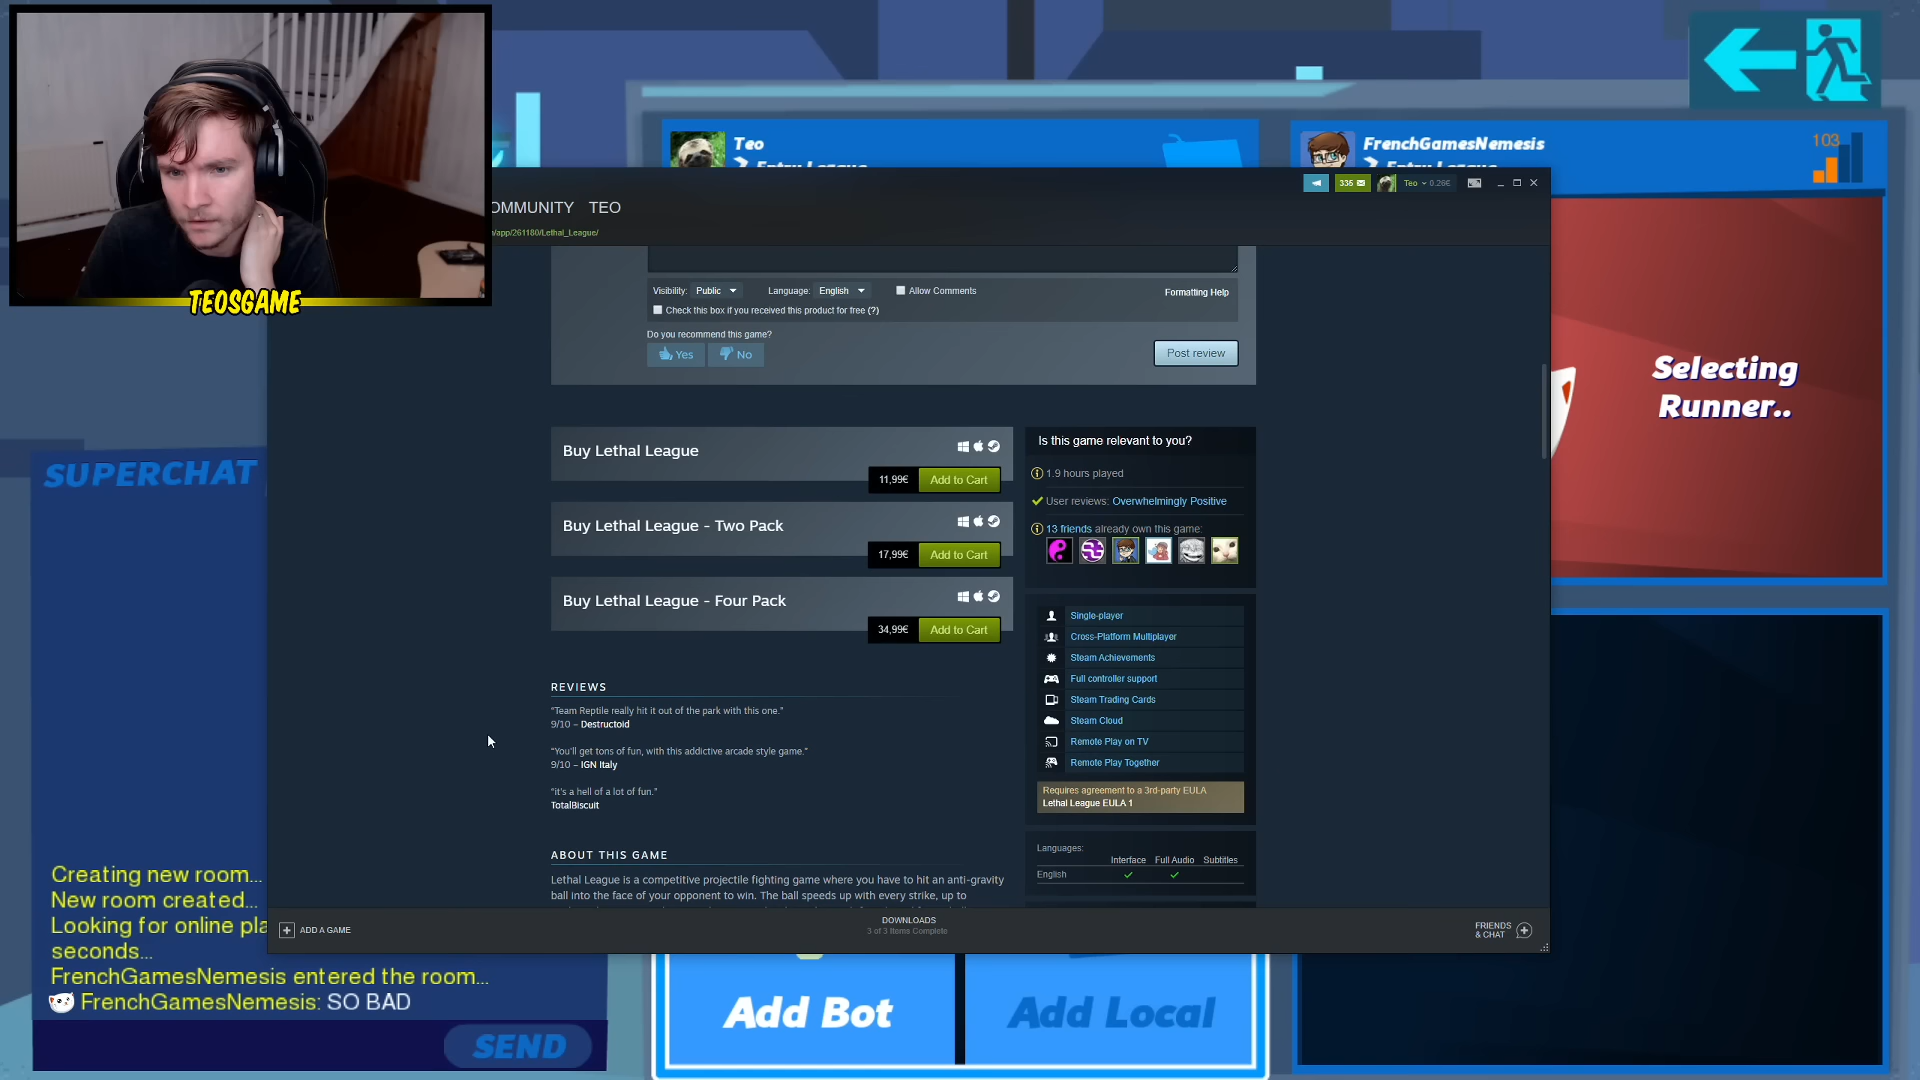 TEOSGAME
Teo
Entry League
FrenchGamesNemesis
Entry League
103
335
Teo
0.26€
OMMUNITY TEO
/app/261180/Lethal_League/
Visibility: Public
Language: English
Allow Comments
Formatting Help
Check this box if you received this product for free (?)
Do you recommend this game?
Yes
No
Post review
Selecting
Runner..
Buy Lethal League
11,99€
Add to Cart
Buy Lethal League - Two Pack
17,99€
Add to Cart
Buy Lethal League - Four Pack
34,99€
Add to Cart
Is this game relevant to you?
1.9 hours played
User reviews: Overwhelmingly Positive
13 friends already own this game:
Single-player
Cross-Platform Multiplayer
Steam Achievements
Full controller support
Steam Trading Cards
Steam Cloud
Remote Play on TV
Remote Play Together
Requires agreement to a 3rd-party EULA
Lethal League EULA 1
Languages:
Interface Full Audio Subtitles
English
REVIEWS
“Team Reptile really hit it out of the park with this one.”
9/10 – Destructoid
“You'll get tons of fun, with this addictive arcade style game.”
9/10 – IGN Italy
“it's a hell of a lot of fun.”
TotalBiscuit
ABOUT THIS GAME
Lethal League is a competitive projectile fighting game where you have to hit an anti-gravity
ball into the face of your opponent to win. The ball speeds up with every strike, up to
ADD A GAME
DOWNLOADS
3 of 3 Items Complete
FRIENDS
& CHAT
SUPERCHAT
Creating new room...
New room created...
Looking for online pla
seconds...
FrenchGamesNemesis entered the room...
FrenchGamesNemesis: SO BAD
SEND
Add Bot
Add Local